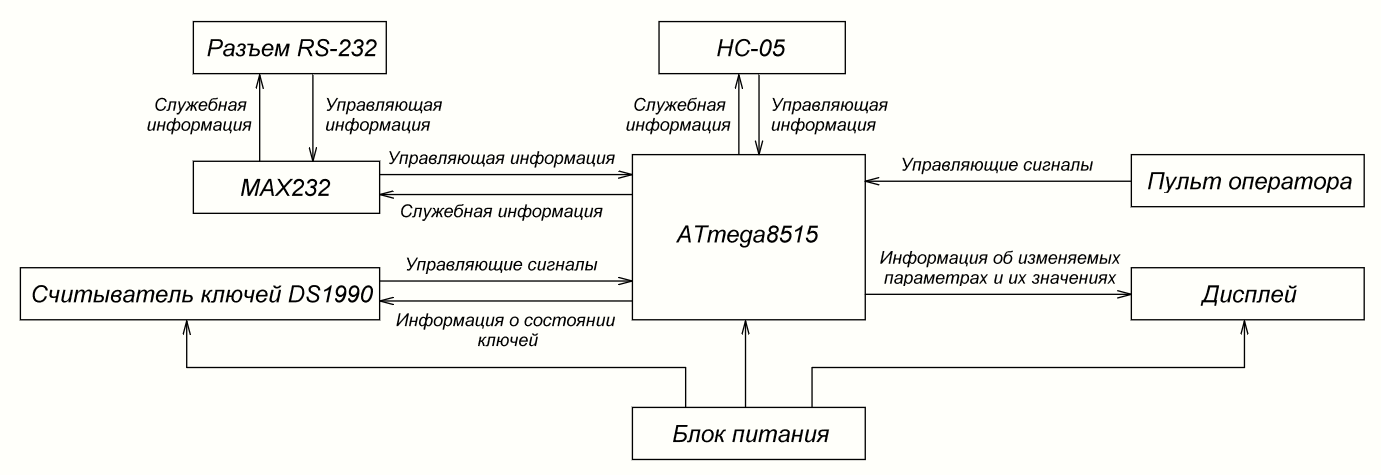 Разъем RS-232
HC-05
Служебная
информация
Управляющая
информация
Служебная
информация
Управляющая
информация
MAX232
Управляющая информация
Служебная информация
ATmega8515
Управляющие сигналы
Пульт оператора
Считыватель ключей DS1990
Управляющие сигналы
Информация о состоянии
ключей
Информация об изменяемых
параметрах и их значениях
Дисплей
Блок питания